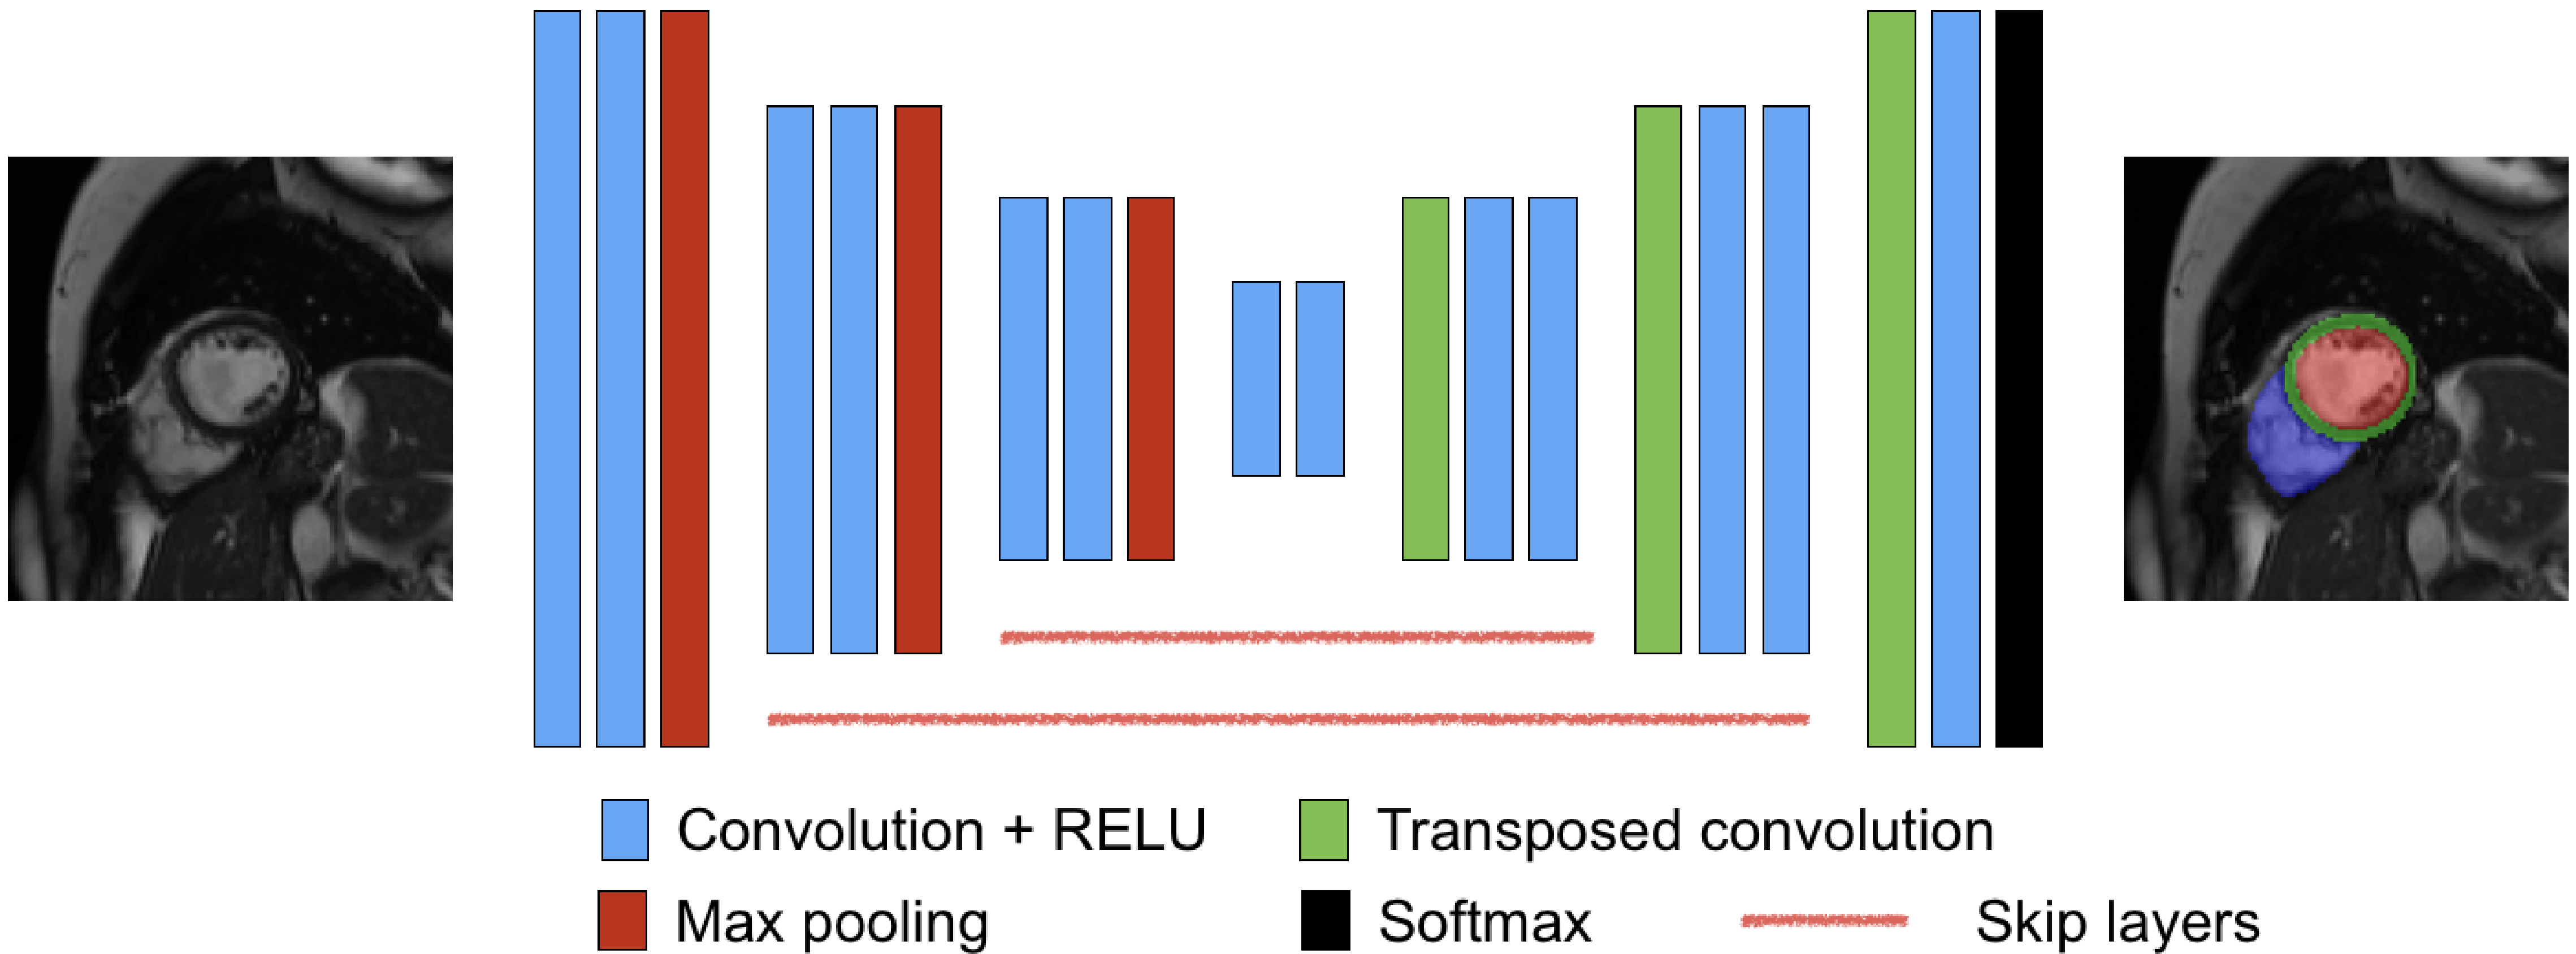 Convolution + RELU
Transposed convolution
Max pooling
Softmax
Skip layers